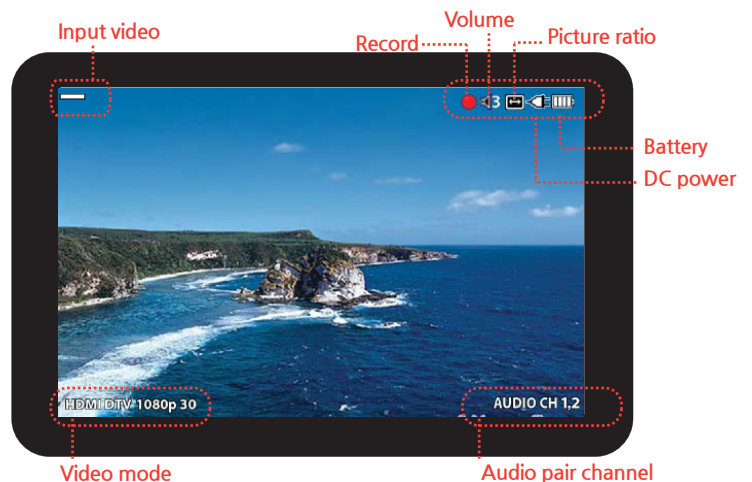 Volume
Input video
Record
Picture ratio
3
Battery
DC power
HDMI DTV 1080p 30
AUDIO CH 1,2
Video mode
Audio pair channel